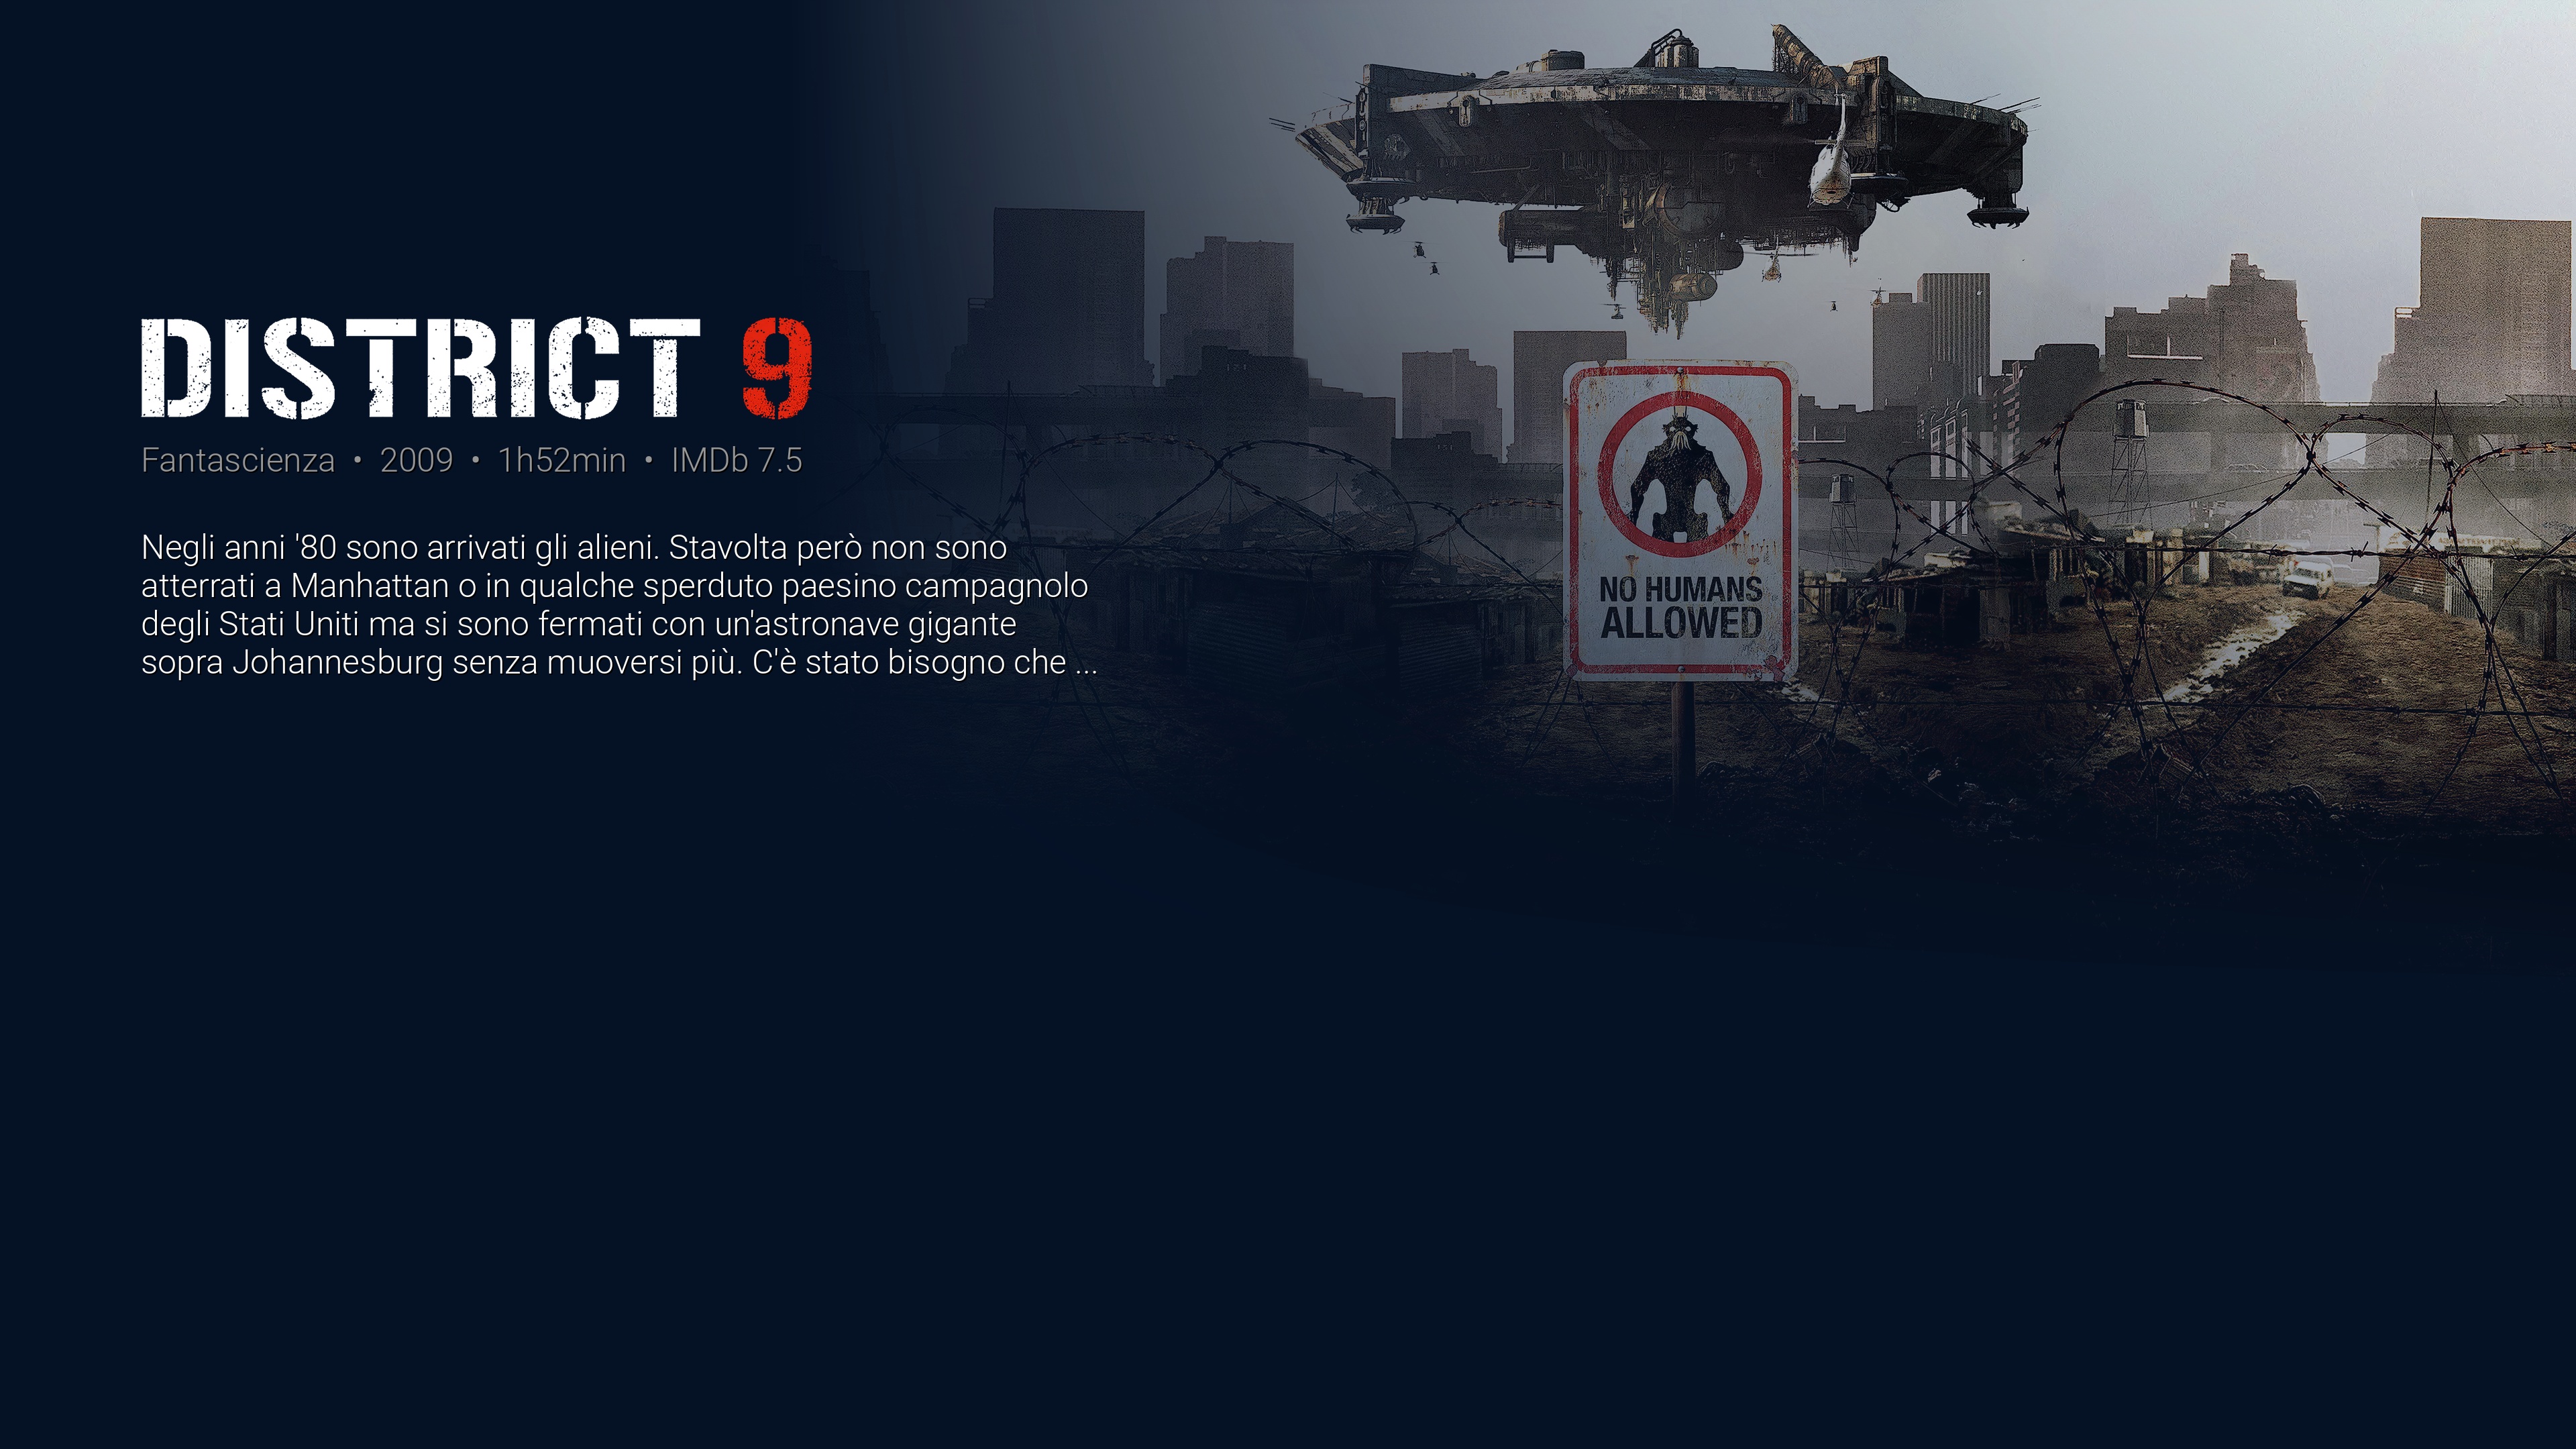 DISTRICT 9
Fantascienza • 2009 • 1h52min • IMDb 7.5
Negli anni '80 sono arrivati gli alieni. Stavolta però non sono
atterrati a Manhattan o in qualche sperduto paesino campagnolo
degli Stati Uniti ma si sono fermati con un'astronave gigante
sopra Johannesburg senza muoversi più. C'è stato bisogno che ...
NO HUMANS
ALLOWED